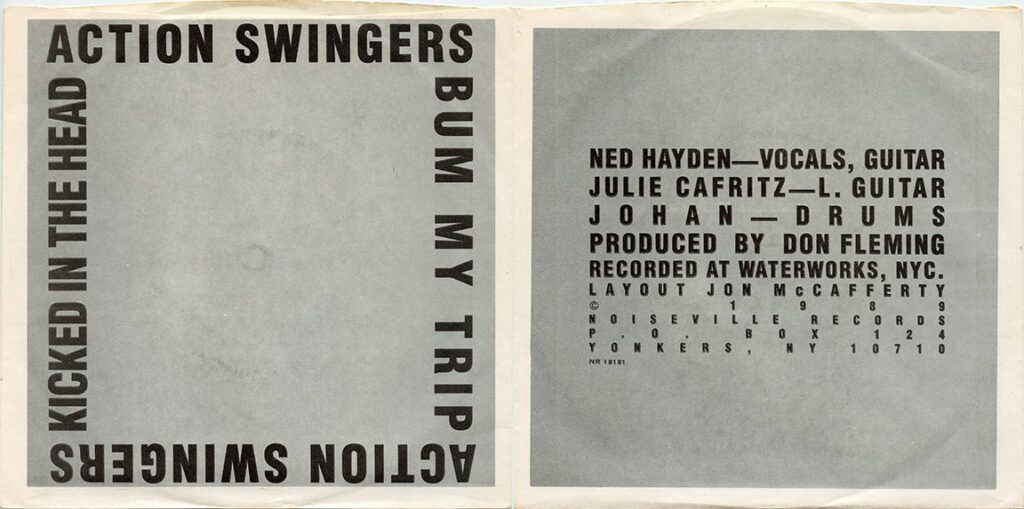 ACTION SWINGERS
BUM MY TRIP
ACTION SWINGERS
KICKED IN THE HEAD
NED HAYDEN—VOCALS, GUITAR
JULIE CAFRITZ—L. GUITAR
JOHAN — DRUMS
PRODUCED BY DON FLEMING
RECORDED AT WATERWORKS, NYC.
LAYOUT JON McCAFFERTY
© 1989
NOISEVILLE RECORDS
P.O. BOX 124
YONKERS, NY 10710
NR 18191